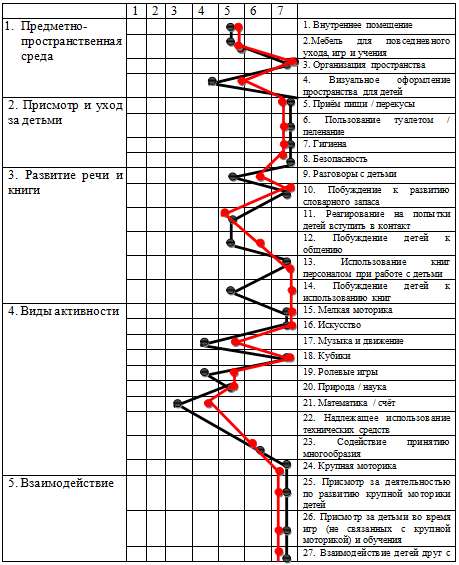 1 2 3 4 5 6 7
1. Предметно-
пространственная
среда
1. Внутреннее помещение
2.Мебель для повседневного
ухода, игр и учения
3. Организация пространства
4. Визуальное оформление
пространства для детей
2. Присмотр и уход
за детьми
5. Приём пищи / перекусы
6. Пользование туалетом /
пеленание
7. Гигиена
8. Безопасность
3. Развитие речи и
книги
9. Разговоры с детьми
10. Побуждение к развитию
словарного запаса
11. Реагирование на попытки
детей вступить в контакт
12. Побуждение детей к
общению
13. Использование книг
персоналом при работе с детьми
14. Побуждение детей к
использованию книг
4. Виды активности
15. Мелкая моторика
16. Искусство
17. Музыка и движение
18. Кубики
19. Ролевые игры
20. Природа / наука
21. Математика / счёт
22. Надлежащее использование
технических средств
23. Содействие принятию
многообразия
24. Крупная моторика
5. Взаимодействие
25. Присмотр за деятельностью
по развитию крупной моторики
детей
26. Присмотр за детьми во время
игр (не связанных с крупной
моторикой) и обучения
27. Взаимодействие детей друг с